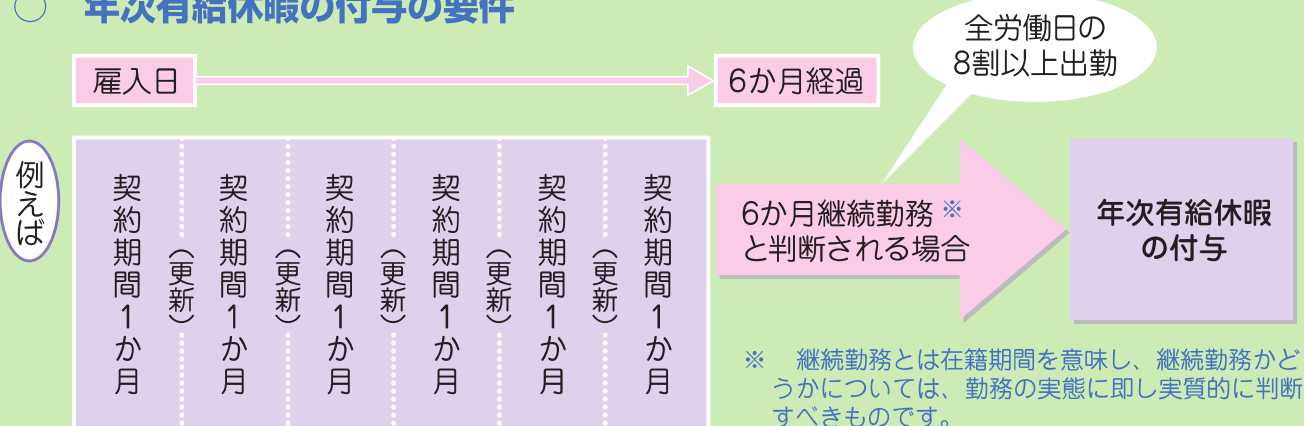 ○ 年次有給休暇の付与の要件
雇入日
6か月経過
全労働日の
8割以上出勤
例えば
契約期間1か月
(更新)
契約期間1か月
(更新)
契約期間1か月
(更新)
契約期間1か月
(更新)
契約期間1か月
(更新)
契約期間1か月
6か月継続勤務※
と判断される場合
年次有給休暇
の付与
※ 継続勤務とは在籍期間を意味し、継続勤務かど
うかについては、勤務の実態に即し実質的に判断
すべきものです。